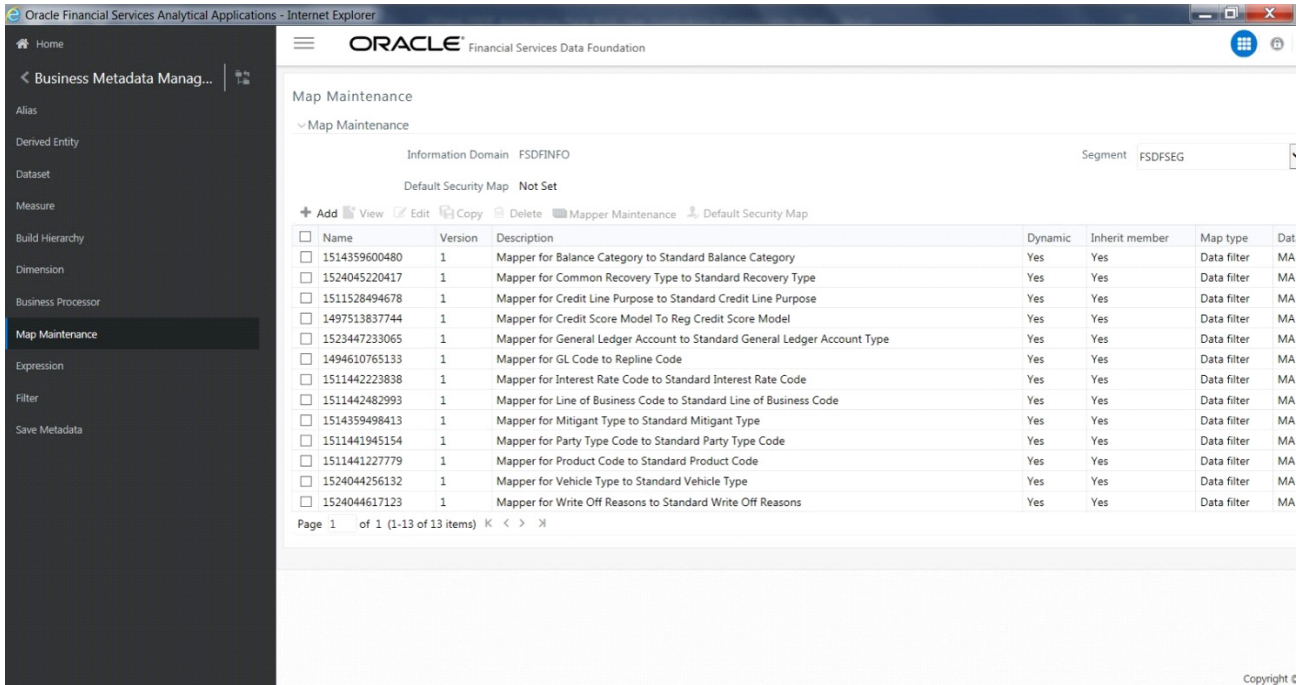 Oracle Financial Services Analytical Applications - Internet Explorer
Home
ORACLE® Financial Services Data Foundation
Business Metadata Manag...
Alias
Derived Entity
Dataset
Measure
Build Hierarchy
Dimension
Business Processor
Map Maintenance
Expression
Filter
Save Metadata
Map Maintenance
Map Maintenance
Information Domain FSDFINFO Segment FSDFSEG
Default Security Map Not Set
Add View Edit Copy Delete Mapper Maintenance Default Security Map
Name Version Description Dynamic Inherit member Map type Dat
1514359600480 1 Mapper for Balance Category to Standard Balance Category Yes Yes Data filter MA
1524045220417 1 Mapper for Common Recovery Type to Standard Recovery Type Yes Yes Data filter MA
1511528494678 1 Mapper for Credit Line Purpose to Standard Credit Line Purpose Yes Yes Data filter MA
1497513837744 1 Mapper for Credit Score Model To Reg Credit Score Model Yes Yes Data filter MA
1523447233065 1 Mapper for General Ledger Account to Standard General Ledger Account Type Yes Yes Data filter MA
1494610765133 1 Mapper for GL Code to Repline Code Yes Yes Data filter MA
1511442223838 1 Mapper for Interest Rate Code to Standard Interest Rate Code Yes Yes Data filter MA
1511442482993 1 Mapper for Line of Business Code to Standard Line of Business Code Yes Yes Data filter MA
1514359498413 1 Mapper for Mitigant Type to Standard Mitigant Type Yes Yes Data filter MA
1511441945154 1 Mapper for Party Type Code to Standard Party Type Code Yes Yes Data filter MA
1511441227779 1 Mapper for Product Code to Standard Product Code Yes Yes Data filter MA
1524044256132 1 Mapper for Vehicle Type to Standard Vehicle Type Yes Yes Data filter MA
1524044617123 1 Mapper for Write Off Reasons to Standard Write Off Reasons Yes Yes Data filter MA
Page 1 of 1 (1-13 of 13 items)
Copyright ©